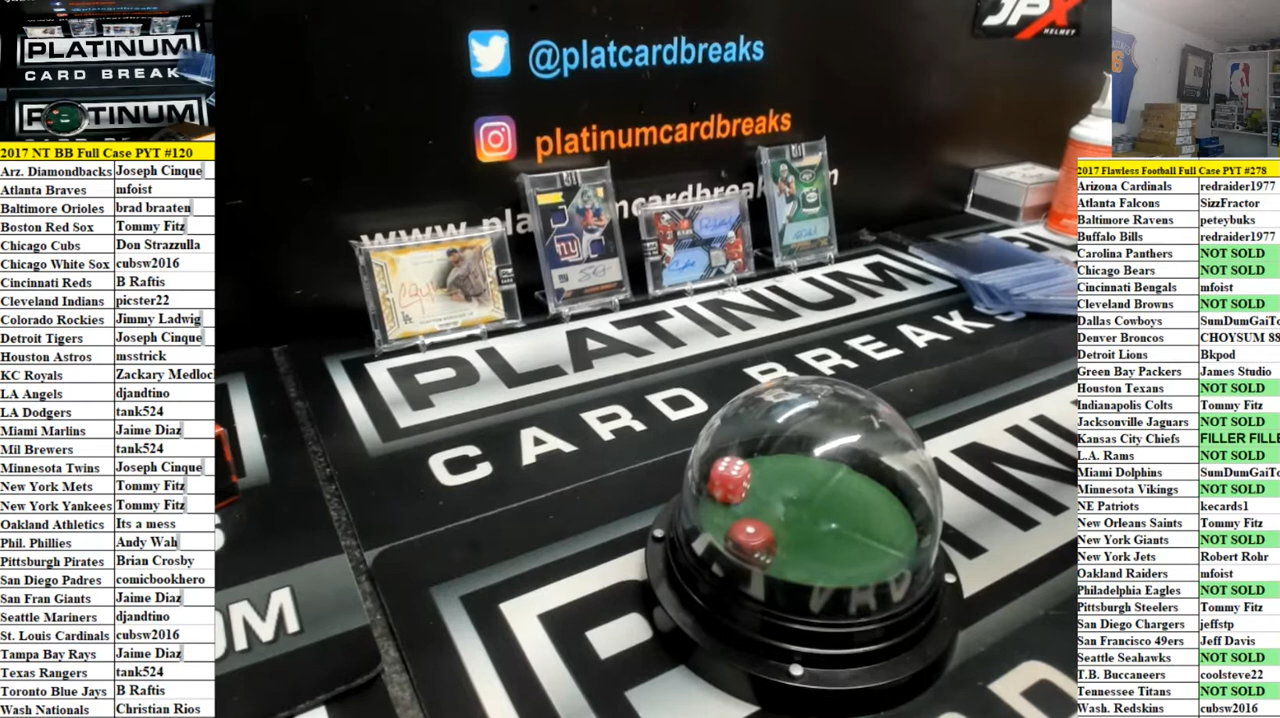 PLATINUM
CARD BREAK
2017 NT BB Full Case PYT #120
Arz. Diamondbacks Joseph Cinque
Atlanta Braves mfoist
Baltimore Orioles brad braaten
Boston Red Sox Tommy Fitz
Chicago Cubs Don Strazzulla
Chicago White Sox cubsw2016
Cincinnati Reds B Raftis
Cleveland Indians picster22
Colorado Rockies Jimmy Ladwig
Detroit Tigers Joseph Cinque
Houston Astros msstrick
KC Royals Zackary Medloc
LA Angels djandtino
LA Dodgers tank524
Miami Marlins Jaime Diaz
Mil Brewers tank524
Minnesota Twins Joseph Cinque
New York Mets Tommy Fitz
New York Yankees Tommy Fitz
Oakland Athletics Its a mess
Phil. Phillies Andy Wah
Pittsburgh Pirates Brian Crosby
San Diego Padres comicbookhero
San Fran Giants Jaime Diaz
Seattle Mariners djandtino
St. Louis Cardinals cubsw2016
Tampa Bay Rays Jaime Diaz
Texas Rangers tank524
Toronto Blue Jays B Raftis
Wash Nationals Christian Rios
@platcardbreaks
platinumcardbreaks
JPX
HELMET
PLATINUM
CARD BREAKS
2017 Flawless Football Full Case PYT #278
Arizona Cardinals redraider1977
Atlanta Falcons SizzFractor
Baltimore Ravens peteybuks
Buffalo Bills redraider1977
Carolina Panthers NOT SOLD
Chicago Bears NOT SOLD
Cincinnati Bengals mfoist
Cleveland Browns NOT SOLD
Dallas Cowboys SumDumGaiTo
Denver Broncos CHOYSUM 88
Detroit Lions Bkpod
Green Bay Packers James Studio
Houston Texans NOT SOLD
Indianapolis Colts Tommy Fitz
Jacksonville Jaguars NOT SOLD
Kansas City Chiefs FILLER FILLE
L.A. Rams NOT SOLD
Miami Dolphins SumDumGaiTo
Minnesota Vikings NOT SOLD
NE Patriots kecards1
New Orleans Saints Tommy Fitz
New York Giants NOT SOLD
New York Jets Robert Rohr
Oakland Raiders mfoist
Philadelphia Eagles NOT SOLD
Pittsburgh Steelers Tommy Fitz
San Diego Chargers jeffstp
San Francisco 49ers Jeff Davis
Seattle Seahawks NOT SOLD
T.B. Buccaneers coolsteve22
Tennessee Titans NOT SOLD
Wash. Redskins cubsw2016